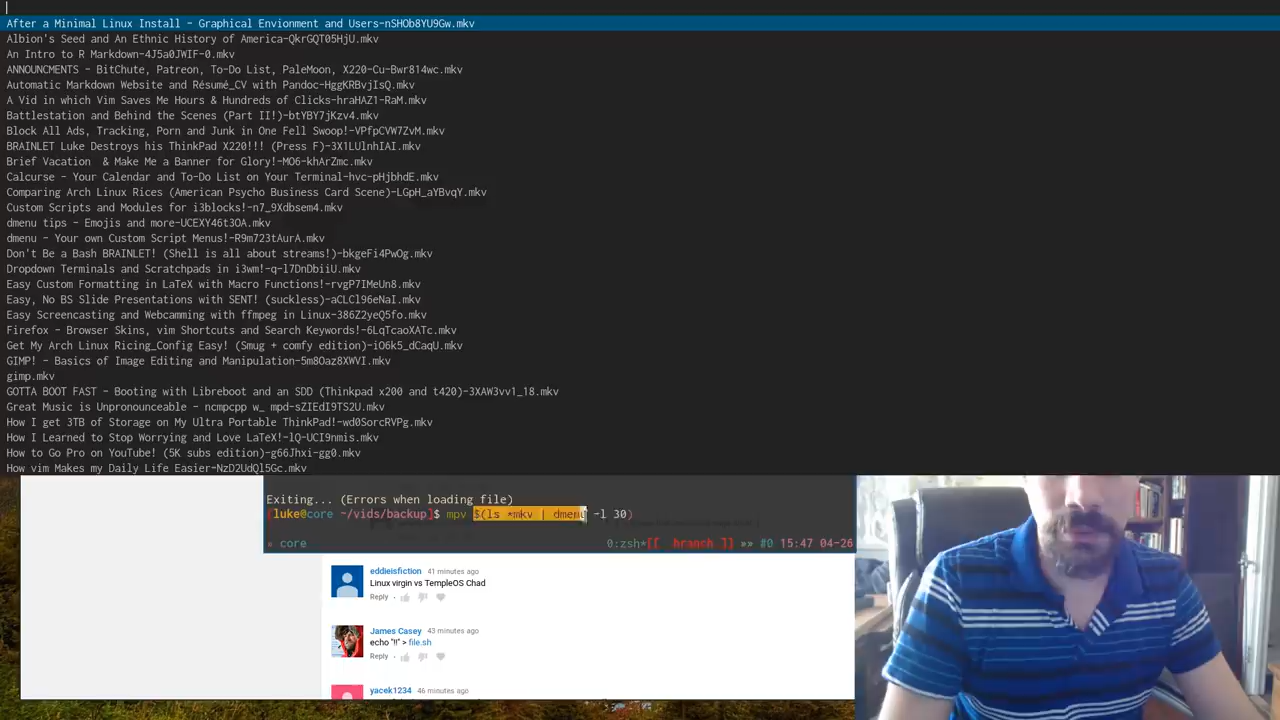 After a Minimal Linux Install - Graphical Envionment and Users-nSHOb8YU9Gw.mkv
Albion's Seed and An Ethnic History of America-QkrGQT05HjU.mkv
An Intro to R Markdown-4J5a0JWIF-0.mkv
ANNOUNCMENTS - BitChute, Patreon, To-Do List, PaleMoon, X220-Cu-Bwr814wc.mkv
Automatic Markdown Website and Résumé_CV with Pandoc-HggKRBvjIsQ.mkv
A Vid in which Vim Saves Me Hours & Hundreds of Clicks-hraHAZ1-RaM.mkv
Battlestation and Behind the Scenes (Part II!)-btYBY7jKzv4.mkv
Block All Ads, Tracking, Porn and Junk in One Fell Swoop!-VPfpCVW7ZvM.mkv
BRAINLET Luke Destroys his ThinkPad X220!!! (Press F)-3X1LUlnhIAI.mkv
Brief Vacation  & Make Me a Banner for Glory!-MO6-khArZmc.mkv
Calcurse - Your Calendar and To-Do List on Your Terminal-hvc-pHjbhdE.mkv
Comparing Arch Linux Rices (American Psycho Business Card Scene)-LGpH_aYBvqY.mkv
Custom Scripts and Modules for i3blocks!-n7_9Xdbsem4.mkv
dmenu tips - Emojis and more-UCEXY46t3OA.mkv
dmenu - Your own Custom Script Menus!-R9m723tAurA.mkv
Don't Be a Bash BRAINLET! (Shell is all about streams!)-bkgeFi4PwOg.mkv
Dropdown Terminals and Scratchpads in i3wm!-q-l7DnDbiiU.mkv
Easy Custom Formatting in LaTeX with Macro Functions!-rvgP7IMeUn8.mkv
Easy, No BS Slide Presentations with SENT! (suckless)-aCLCl96eNaI.mkv
Easy Screencasting and Webcamming with ffmpeg in Linux-386Z2yeQ5fo.mkv
Firefox - Browser Skins, vim Shortcuts and Search Keywords!-6LqTcaoXATc.mkv
Get My Arch Linux Ricing_Config Easy! (Smug + comfy edition)-iO6k5_dCaqU.mkv
GIMP! - Basics of Image Editing and Manipulation-5m8Oaz8XWVI.mkv
gimp.mkv
GOTTA BOOT FAST - Booting with Libreboot and an SDD (Thinkpad x200 and t420)-3XAW3vv1_18.mkv
Great Music is Unpronounceable - ncmpcpp w_ mpd-sZIEdI9TS2U.mkv
How I get 3TB of Storage on My Ultra Portable ThinkPad!-wd0SorcRVPg.mkv
How I Learned to Stop Worrying and Love LaTeX!-lQ-UCI9nmis.mkv
How to Go Pro on YouTube! (5K subs edition)-g66Jhxi-gg0.mkv
How vim Makes my Daily Life Easier-NzD2UdQl5Gc.mkv
Exiting... (Errors when loading file)
[luke@core ~/vids/backup]$ mpv $(ls *mkv | dmenu -l 30)
core 0:zsh*[[ branch ]] »» #0 15:47 04-26
eddieisfiction 41 minutes ago
Linux virgin vs TempleOS Chad
Reply
James Casey 43 minutes ago
echo "!!" > file.sh
Reply
yacek1234 46 minutes ago